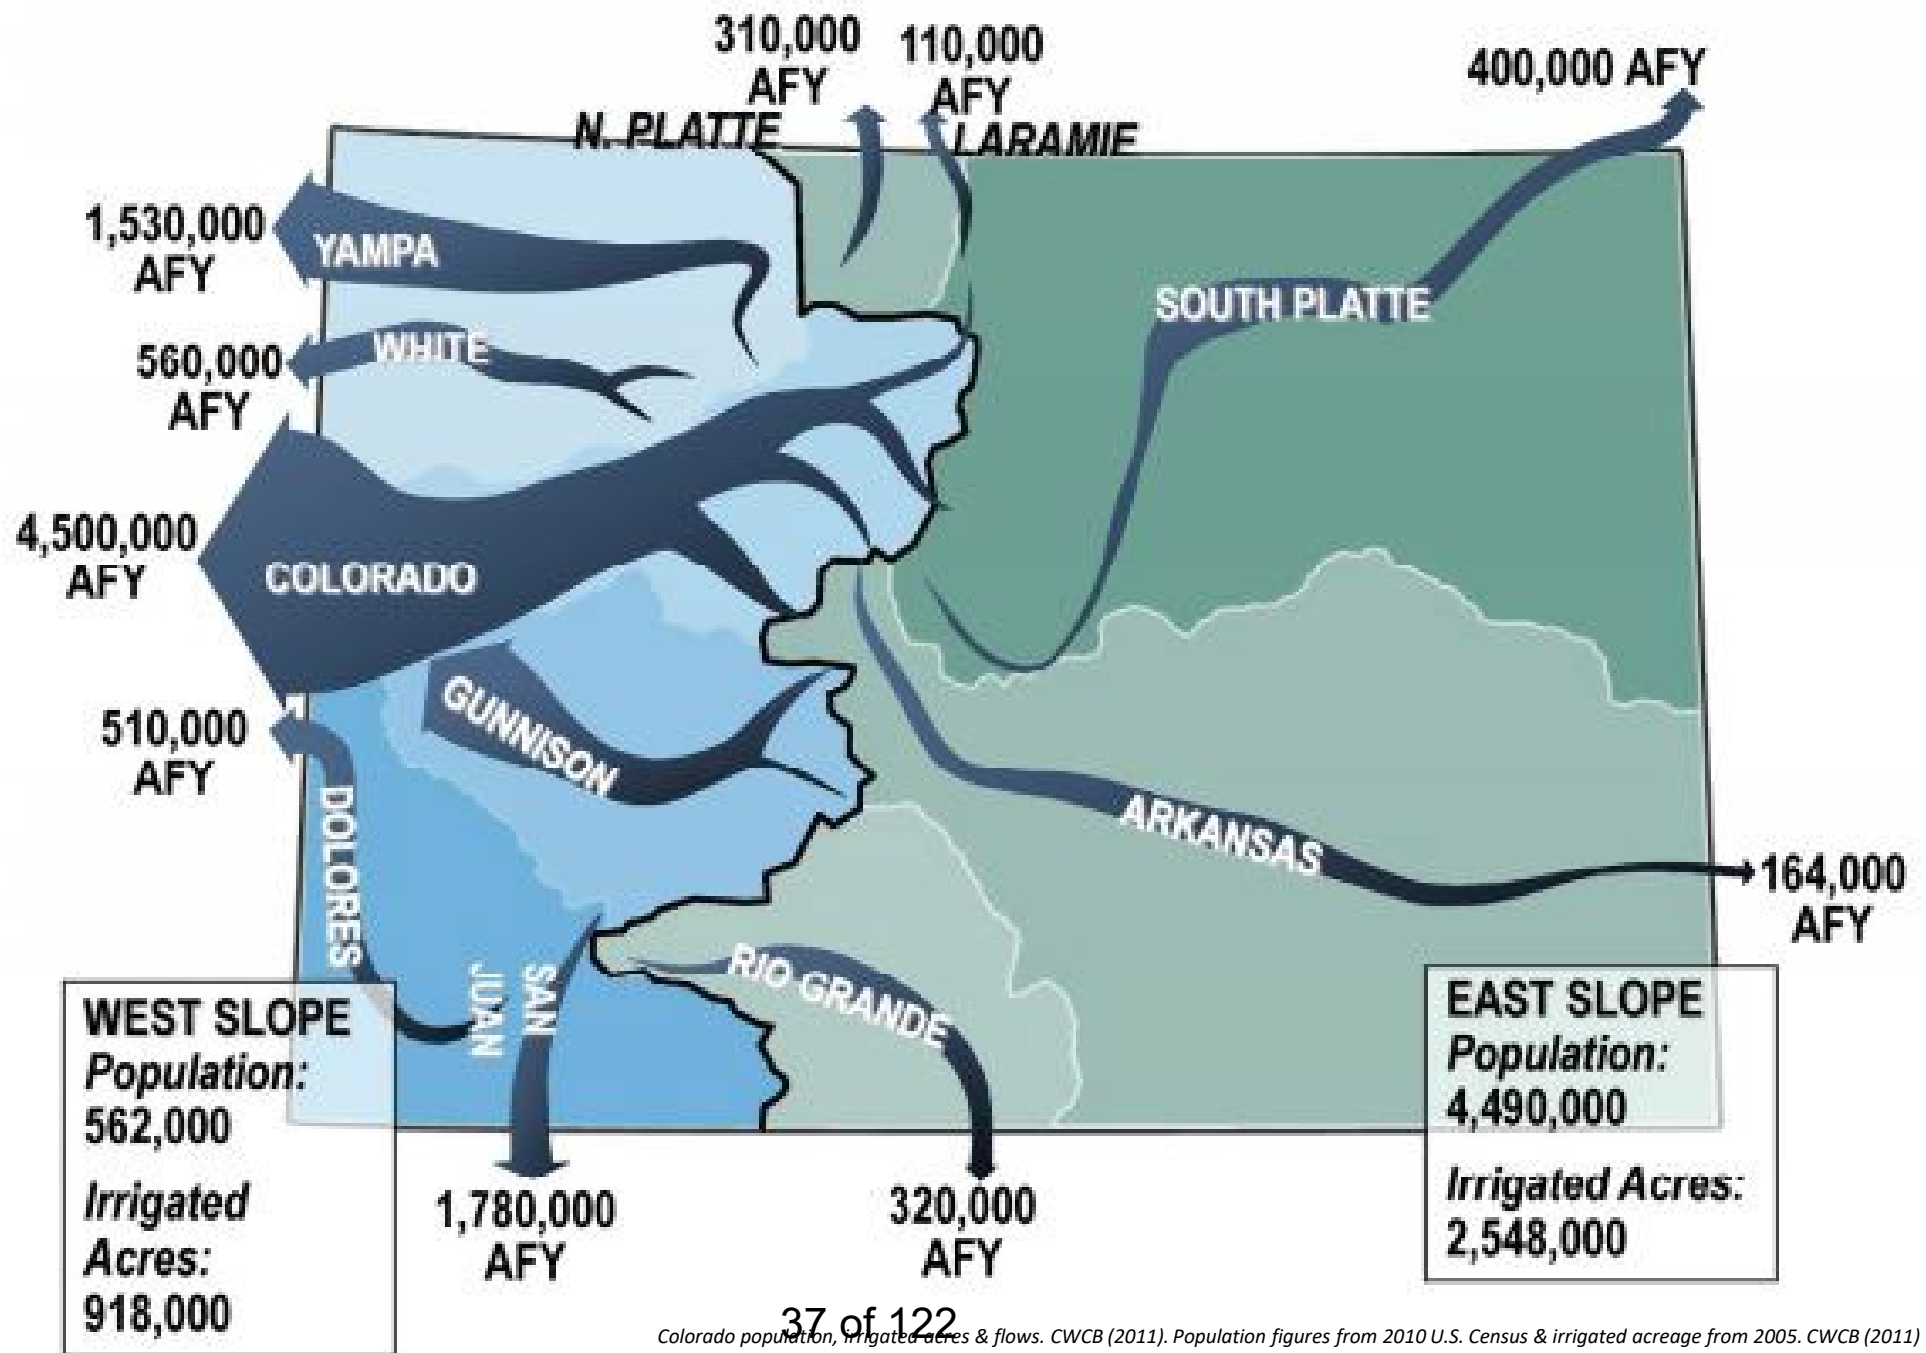 310,000
AFY
110,000
AFY
400,000 AFY
N. PLATTE
LARAMIE
1,530,000
AFY
YAMPA
SOUTH PLATTE
560,000
AFY
WHITE
4,500,000
AFY
COLORADO
510,000
AFY
GUNNISON
DOLORES
ARKANSAS
164,000
AFY
SAN
JUAN
RIO GRANDE
WEST SLOPE
Population:
562,000
Irrigated
Acres:
918,000
EAST SLOPE
Population:
4,490,000
Irrigated Acres:
2,548,000
1,780,000
AFY
320,000
AFY
37 of 122
Colorado population, irrigated acres & flows. CWCB (2011). Population figures from 2010 U.S. Census & irrigated acreage from 2005. CWCB (2011)